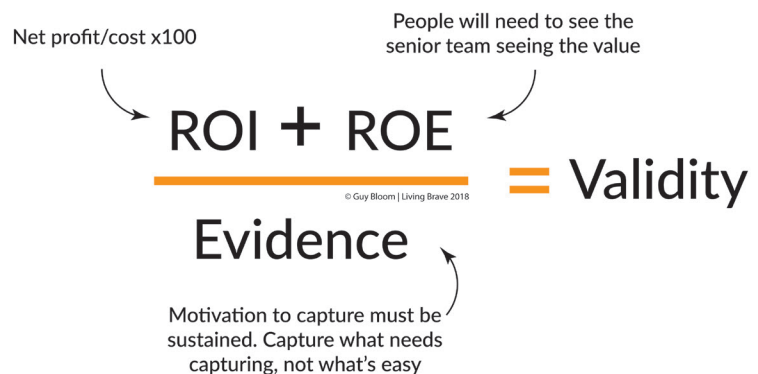 Net profit/cost x100
People will need to see the
senior team seeing the value
ROI + ROE
= Validity
© Guy Bloom | Living Brave 2018
Evidence
Motivation to capture must be
sustained. Capture what needs
capturing, not what's easy